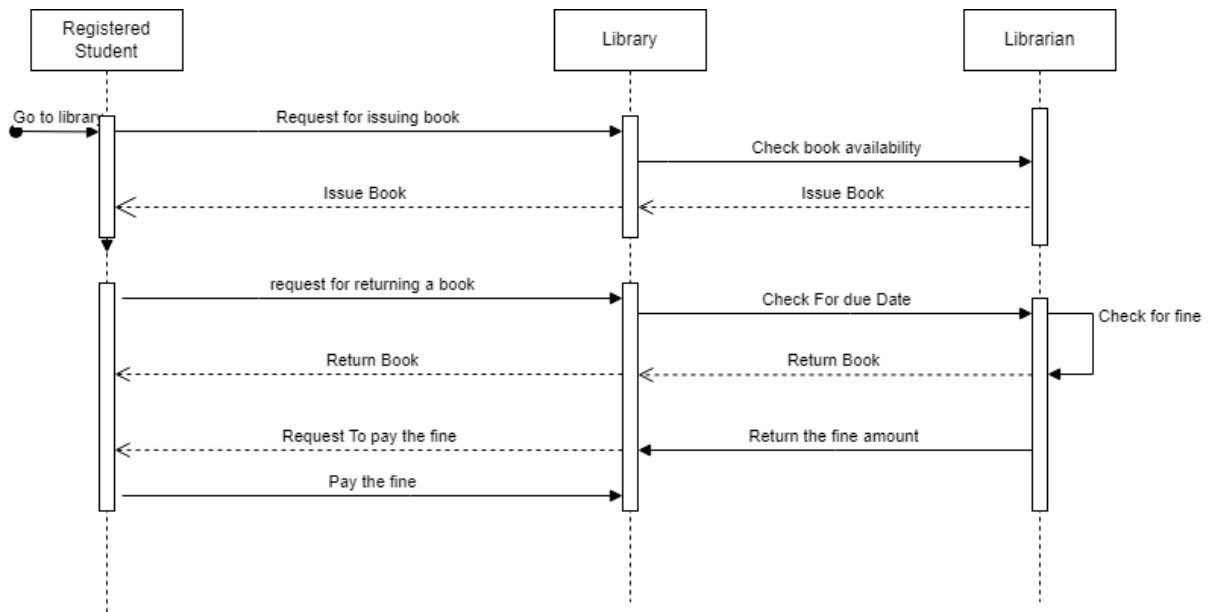 Registered
Student
Library
Librarian
Go to library
Request for issuing book
Check book availability
Issue Book
Issue Book
request for returning a book
Check For due Date
Check for fine
Return Book
Return Book
Request To pay the fine
Return the fine amount
Pay the fine